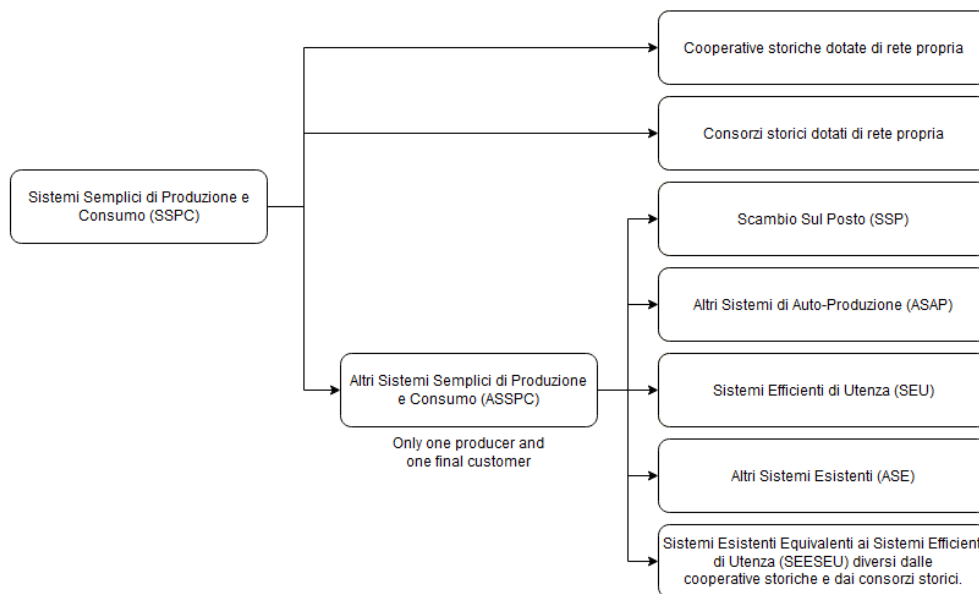 Cooperative storiche dotate di rete propria
Consorzi storici dotati di rete propria
Sistemi Semplici di Produzione e
Consumo (SSPC)
Scambio Sul Posto (SSP)
Altri Sistemi di Auto-Produzione (ASAP)
Altri Sistemi Semplici di Produzione
e Consumo (ASSPC)
Only one producer and
one final customer
Sistemi Efficienti di Utenza (SEU)
Altri Sistemi Esistenti (ASE)
Sistemi Esistenti Equivalenti ai Sistemi Efficient
di Utenza (SEESEU) diversi dalle
cooperative storiche e dai consorzi storici.